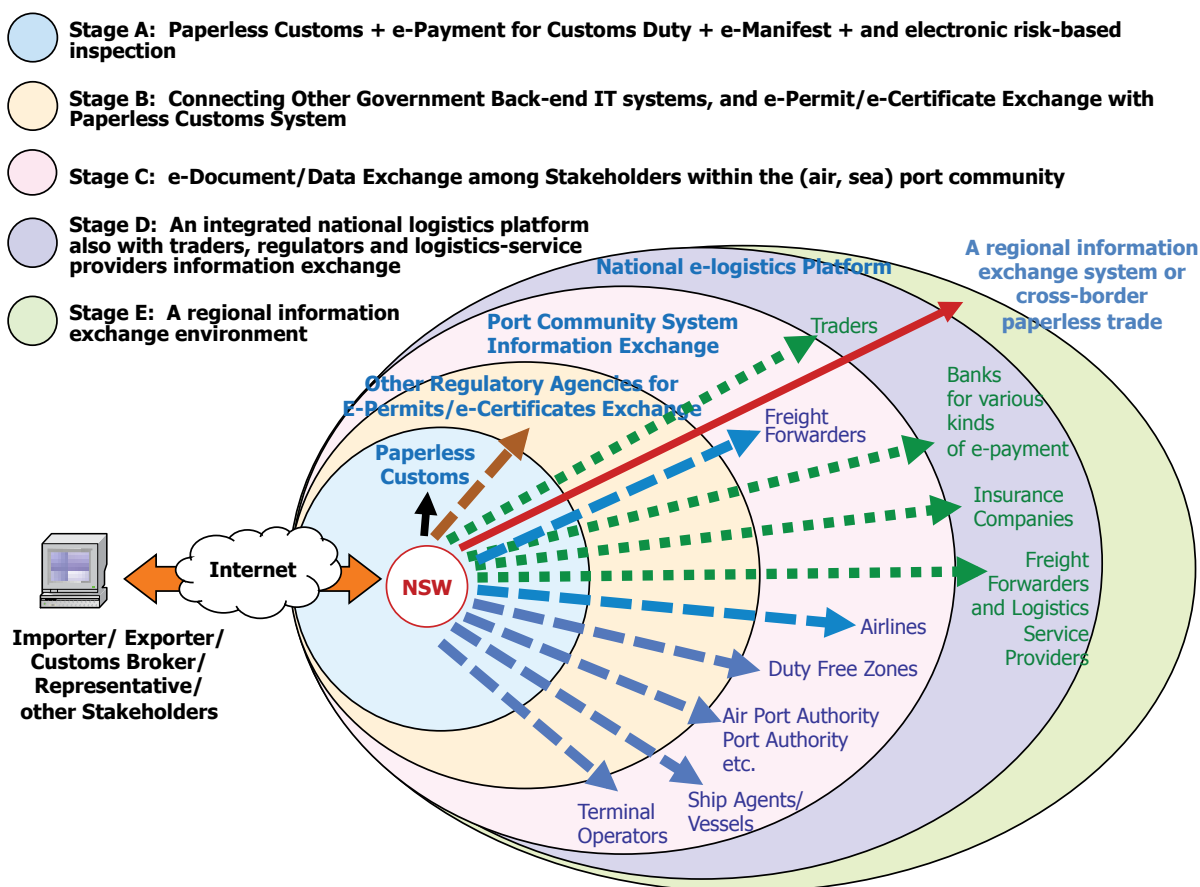 Stage A: Paperless Customs + e-Payment for Customs Duty + e-Manifest + and electronic risk-based
inspection
Stage B: Connecting Other Government Back-end IT systems, and e-Permit/e-Certificate Exchange with
Paperless Customs System
Stage C: e-Document/Data Exchange among Stakeholders within the (air, sea) port community
Stage D: An integrated national logistics platform
also with traders, regulators and logistics-service
providers information exchange
Stage E: A regional information
exchange environment
National e-logistics Platform
A regional information
exchange system or
cross-border
paperless trade
Port Community System
Information Exchange
Traders
Other Regulatory Agencies for
E-Permits/e-Certificates Exchange
Banks
for various
kinds
of e-payment
Freight
Forwarders
Paperless
Customs
Insurance
Companies
Internet
NSW
Freight
Forwarders
and Logistics
Service
Providers
Importer/ Exporter/
Customs Broker/
Representative/
other Stakeholders
Airlines
Duty Free Zones
Air Port Authority
Port Authority
etc.
Ship Agents/
Vessels
Terminal
Operators